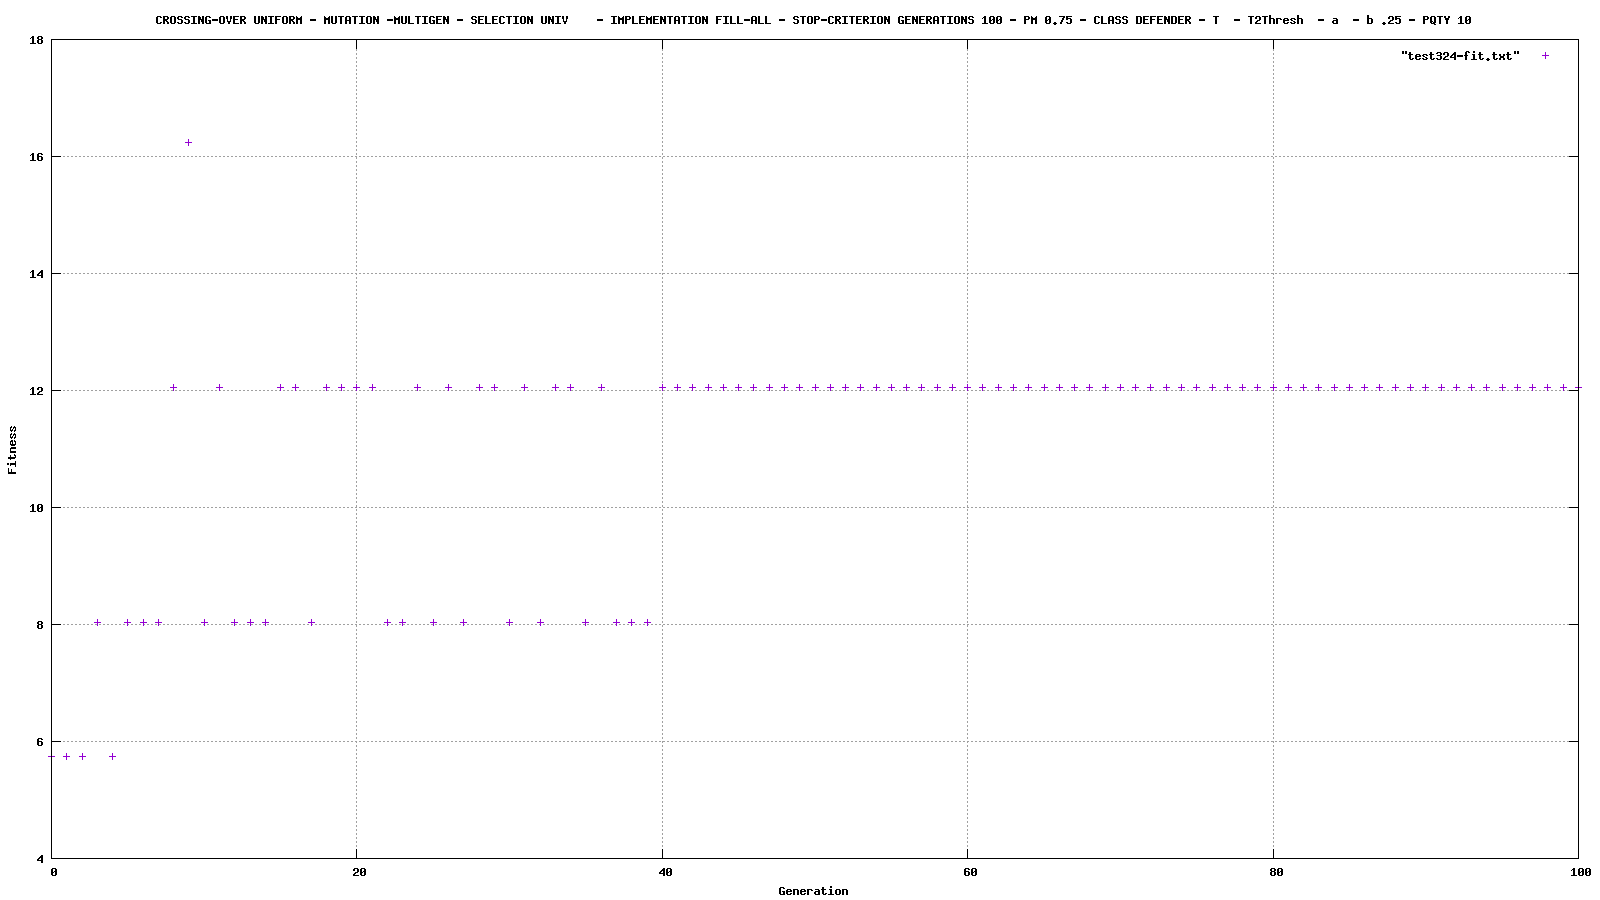 CROSSING-OVER UNIFORM - MUTATION -MULTIGEN - SELECTION UNIV    - IMPLEMENTATION FILL-ALL - STOP-CRITERION GENERATIONS 100 - PM 0.75 - CLASS DEFENDER - T  - T2Thresh  - a  - b .25 - PQTY 10
18
"test324-fit.txt"
16
14
12
10
8
6
4
Fitness
0 20 40 60 80 100
Generation